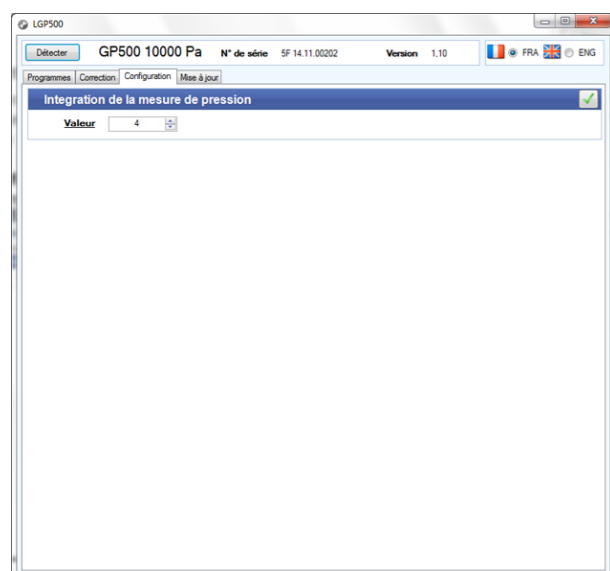 LGP500
Détecter GP500 10000 Pa N° de série 5F 14.11.00202 Version 1.10 FRA ENG
Programmes Correction Configuration Mise à jour
Integration de la mesure de pression
Valeur 4